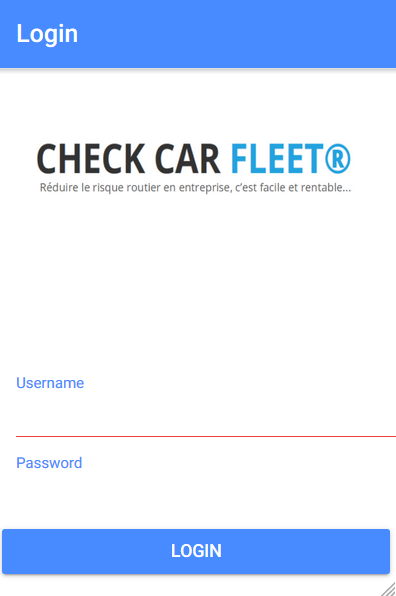 Login
CHECK CAR FLEET®
Réduire le risque routier en entreprise, c'est facile et rentable...
Username
Password
LOGIN